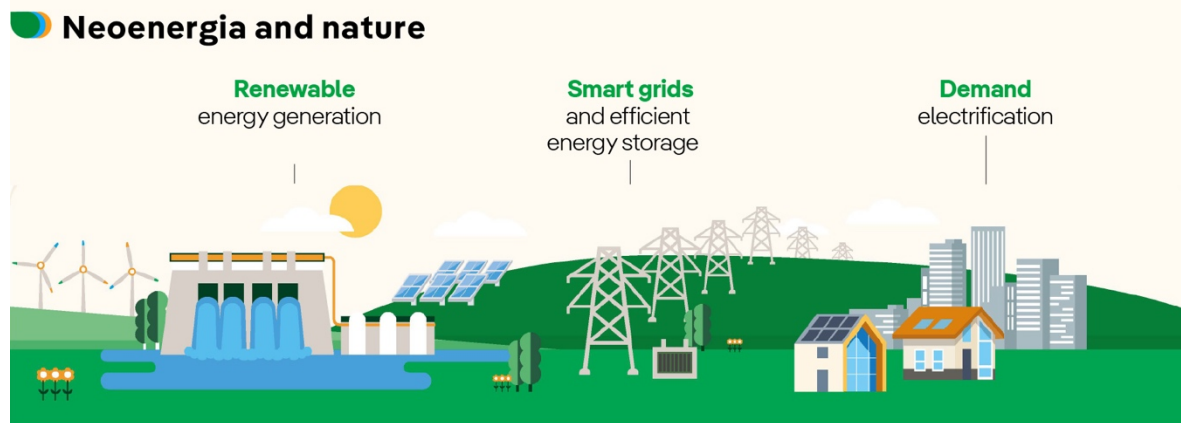 Neoenergia and nature
Renewable
energy generation
Smart grids
and efficient
energy storage
Demand
electrification